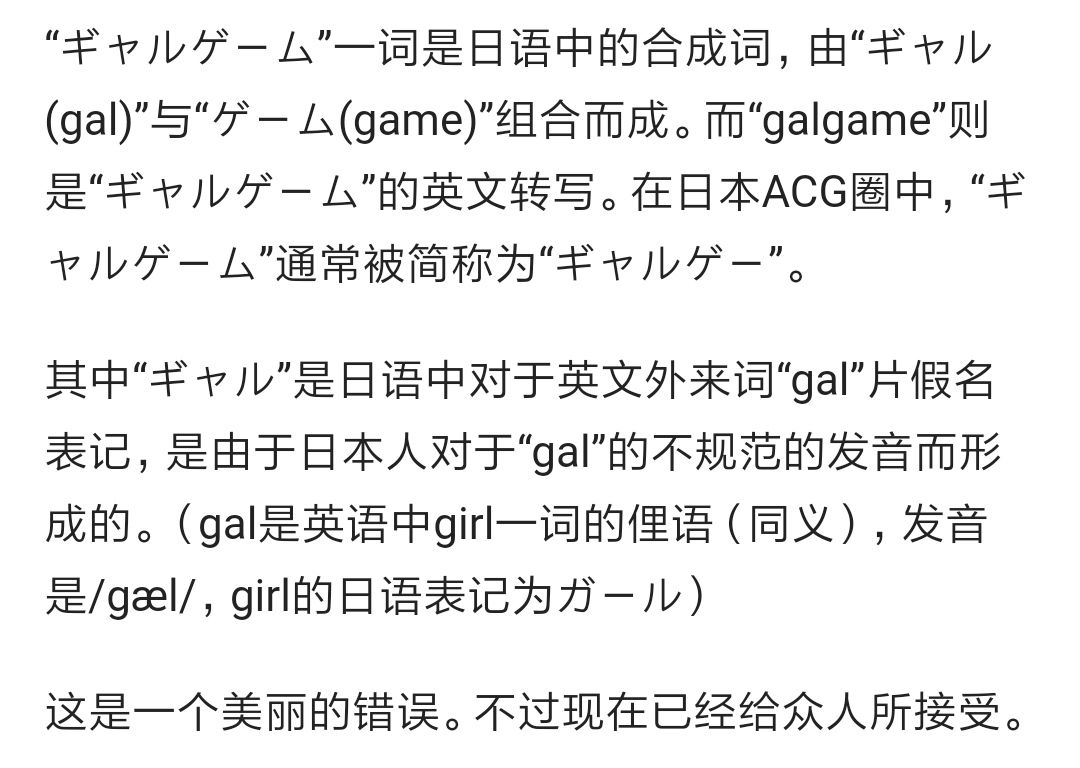 “ギャルゲーム”一词是日语中的合成词，由“ギャル
(gal)”与“ゲーム(game)”组合而成。而“galgame”则
是“ギャルゲーム”的英文转写。在日本ACG圈中，“ギ
ャルゲーム”通常被简称为“ギャルゲー”。
其中“ギャル”是日语中对于英文外来词“gal”片假名
表记，是由于日本人对于“gal”的不规范的发音而形
成的。（gal是英语中girl一词的俚语（同义），发音
是/gæl/，girl的日语表记为ガール）
这是一个美丽的错误。不过现在已经给众人所接受。